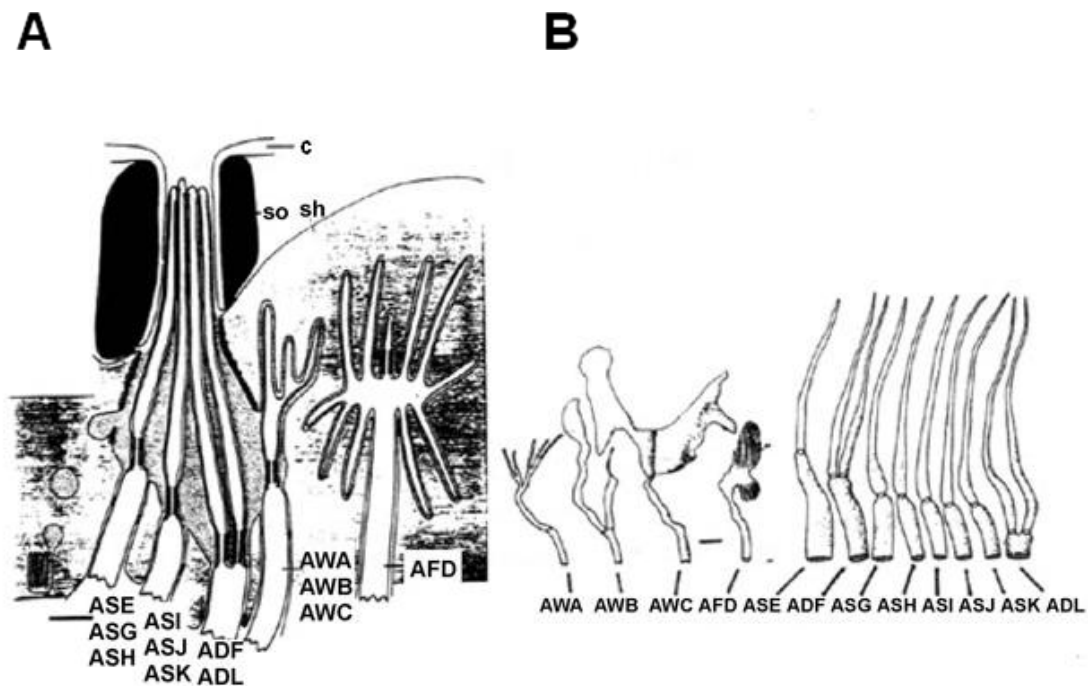 A
B
c
so sh
AWA
AWB
AWC
AFD
ASE
ASG
ASH
ASI
ASJ
ASK
ADF
ADL
AWA AWB AWC AFD ASE ADF ASG ASH ASI ASJ ASK ADL